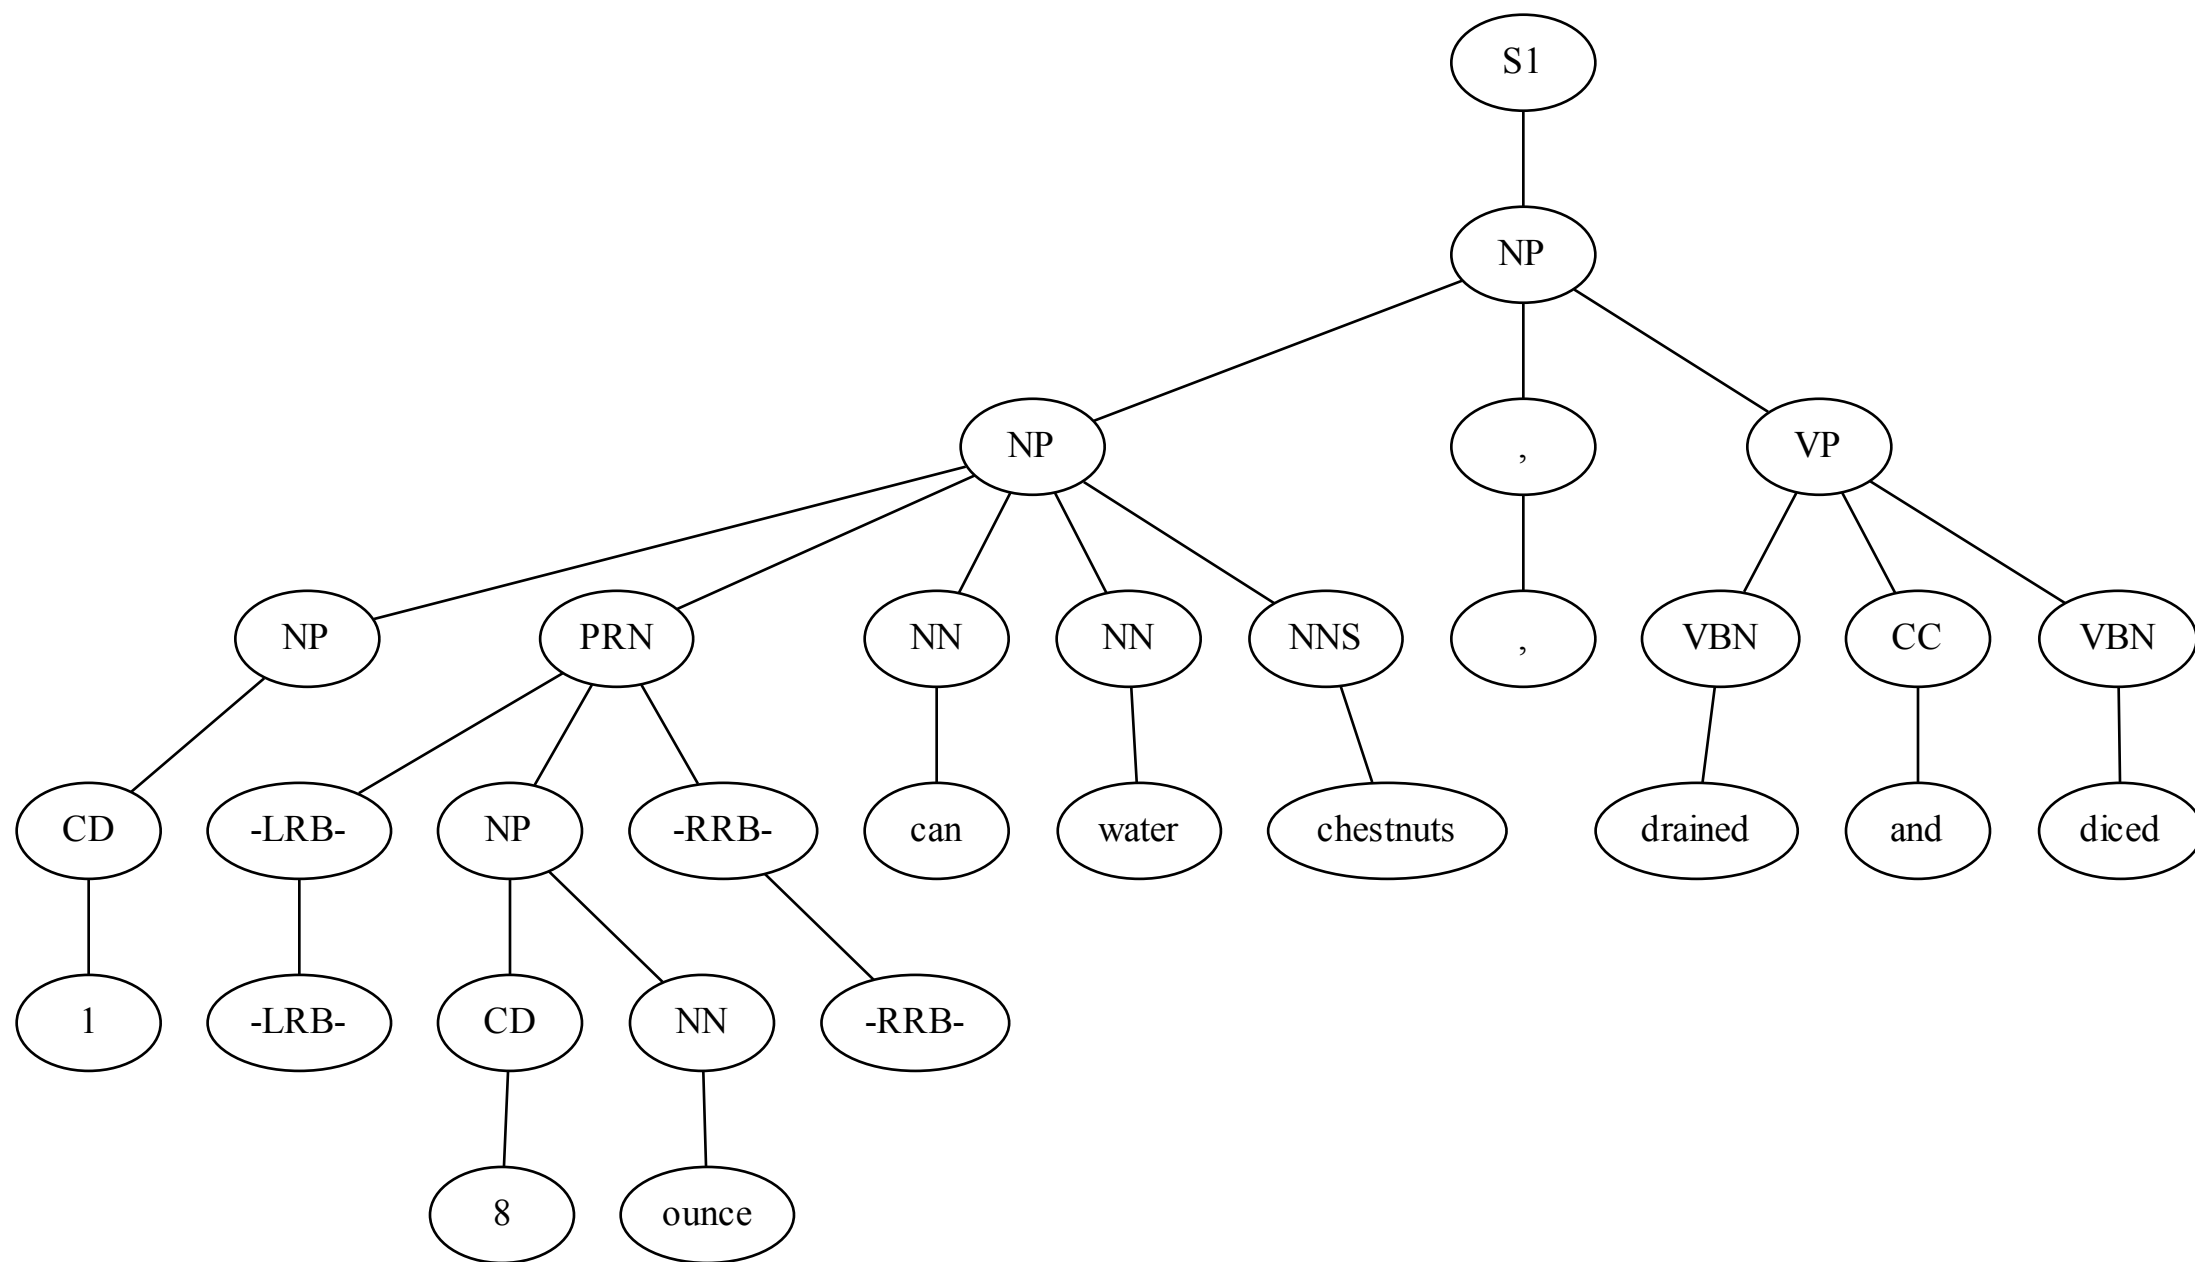 S1
NP
NP , VP
NP PRN NN NN NNS , VBN CC VBN
CD -LRB- NP -RRB- can water chestnuts drained and diced
1 -LRB- CD NN -RRB-
8 ounce